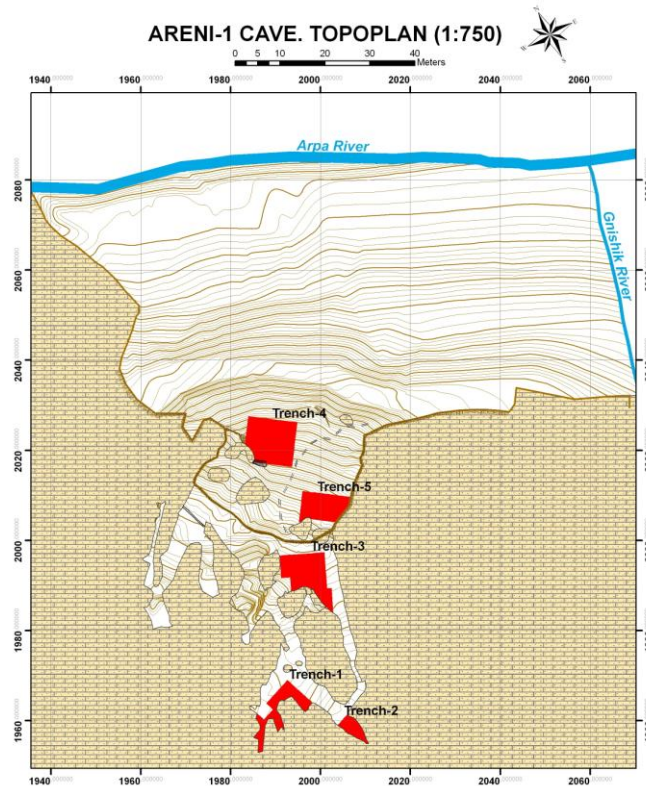 ARENI-1 CAVE. TOPOPLAN (1:750)
0 5 10 20 30 40
Meters
1940 1960 1980 2000 2020 2040 2060
Arpa River
2080
Gnishik River
2060
2040
Trench-4
2020
Trench-5
2000
Trench-3
1980
Trench-1
Trench-2
1960
1940 1960 1980 2000 2020 2040 2060